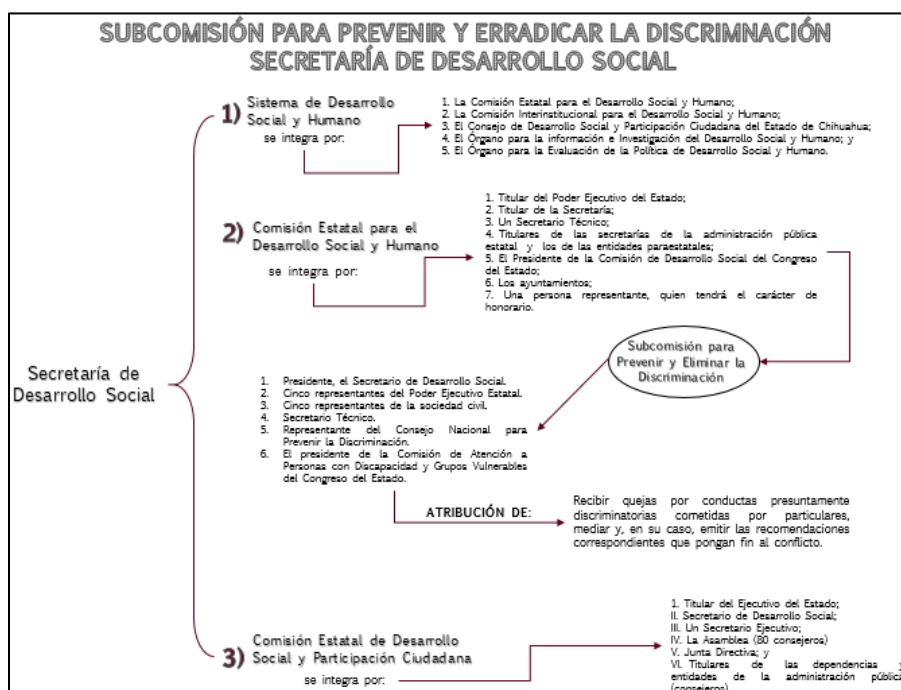 SUBCOMISIÓN PARA PREVENIR Y ERRADICAR LA DISCRIMNACIÓN
SECRETARÍA DE DESARROLLO SOCIAL
Secretaría de
Desarrollo Social
1) Sistema de Desarrollo
Social y Humano
se integra por:
1. La Comisión Estatal para el Desarrollo Social y Humano;
2. La Comisión Interinstitucional para el Desarrollo Social y Humano;
3. El Consejo de Desarrollo Social y Participación Ciudadana del Estado de Chihuahua;
4. El Órgano para la información e Investigación del Desarrollo Social y Humano; y
5. El Órgano para la Evaluación de la Política de Desarrollo Social y Humano.
2) Comisión Estatal para el
Desarrollo Social y Humano
se integra por:
1. Titular del Poder Ejecutivo del Estado;
2. Titular de la Secretaría;
3. Un Secretario Técnico;
4. Titulares de las secretarías de la administración pública
estatal y los de las entidades paraestatales;
5. El Presidente de la Comisión de Desarrollo Social del Congreso
del Estado;
6. Los ayuntamientos;
7. Una persona representante, quien tendrá el carácter de
honorario.
Subcomisión para
Prevenir y Eliminar la
Discriminación
1. Presidente, el Secretario de Desarrollo Social.
2. Cinco representantes del Poder Ejecutivo Estatal.
3. Cinco representantes de la sociedad civil.
4. Secretario Técnico.
5. Representante del Consejo Nacional para
Prevenir la Discriminación.
6. El presidente de la Comisión de Atención a
Personas con Discapacidad y Grupos Vulnerables
del Congreso del Estado.
ATRIBUCIÓN DE:
Recibir quejas por conductas presuntamente
discriminatorias cometidas por particulares,
mediar y, en su caso, emitir las recomendaciones
correspondientes que pongan fin al conflicto.
3) Comisión Estatal de Desarrollo
Social y Participación Ciudadana
se integra por:
1. Titular del Ejecutivo del Estado;
II. Secretario de Desarrollo Social;
III. Un Secretario Ejecutivo;
IV. La Asamblea (80 consejeros)
V. Junta Directiva; y
VI. Titulares de las dependencias y
entidades de la administración pública
(consejeros)